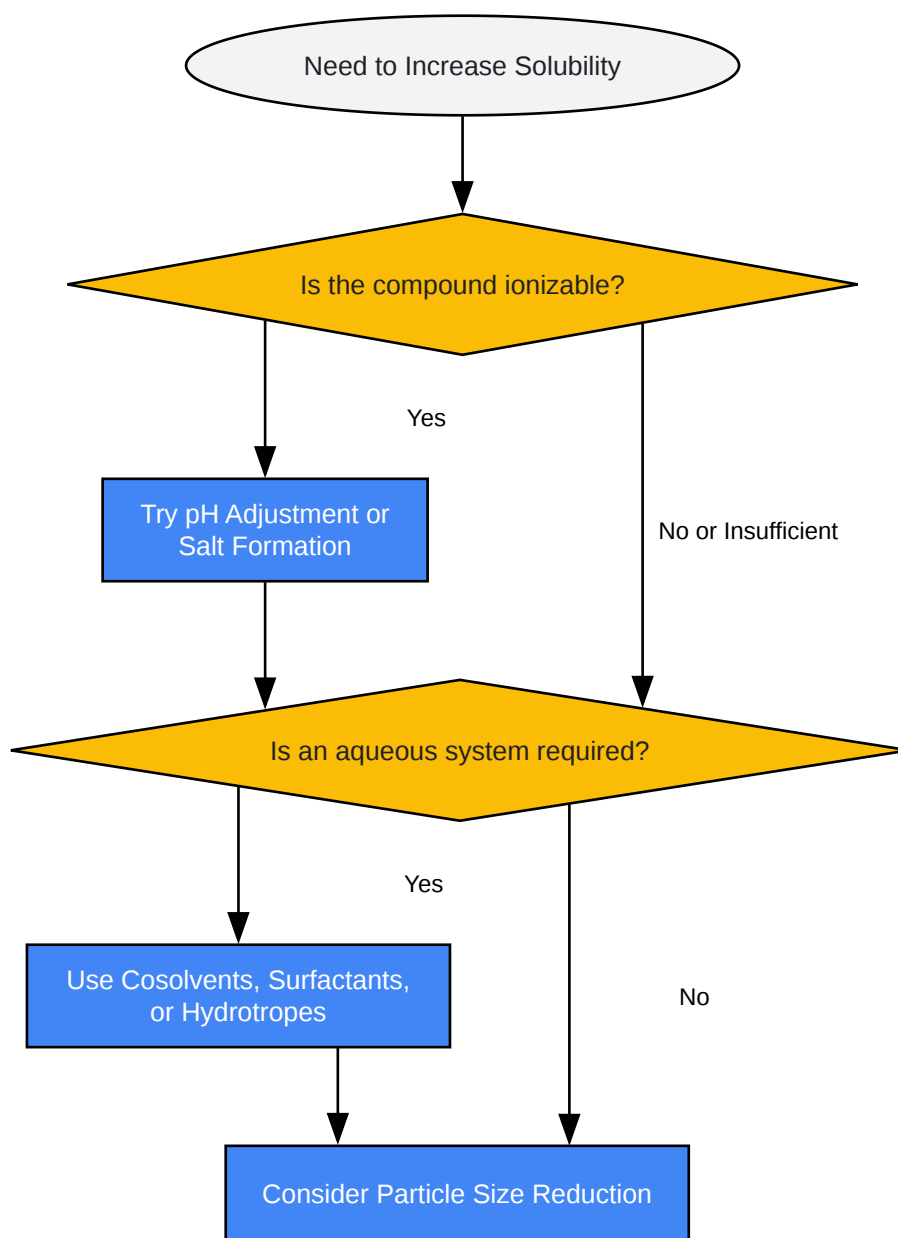 Need to Increase Solubility
Is the compound ionizable?
Yes
Try pH Adjustment or
Salt Formation
No or Insufficient
Is an aqueous system required?
Yes
Use Cosolvents, Surfactants,
or Hydrotropes
No
Consider Particle Size Reduction